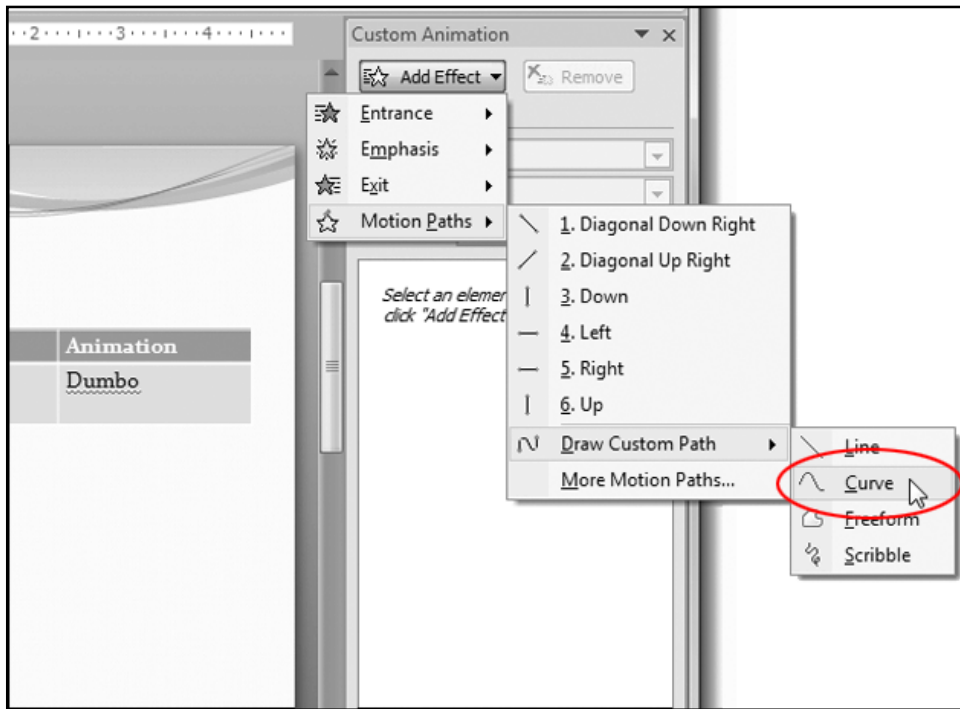 2 3 4
Custom Animation
Add Effect
Remove
Entrance
Emphasis
Exit
Motion Paths
1. Diagonal Down Right
2. Diagonal Up Right
Select an elemer
3. Down
click "Add Effect
4. Left
Animation
5. Right
Dumbo
6. Up
Draw Custom Path
Line
More Motion Paths...
Curve
Freeform
Scribble